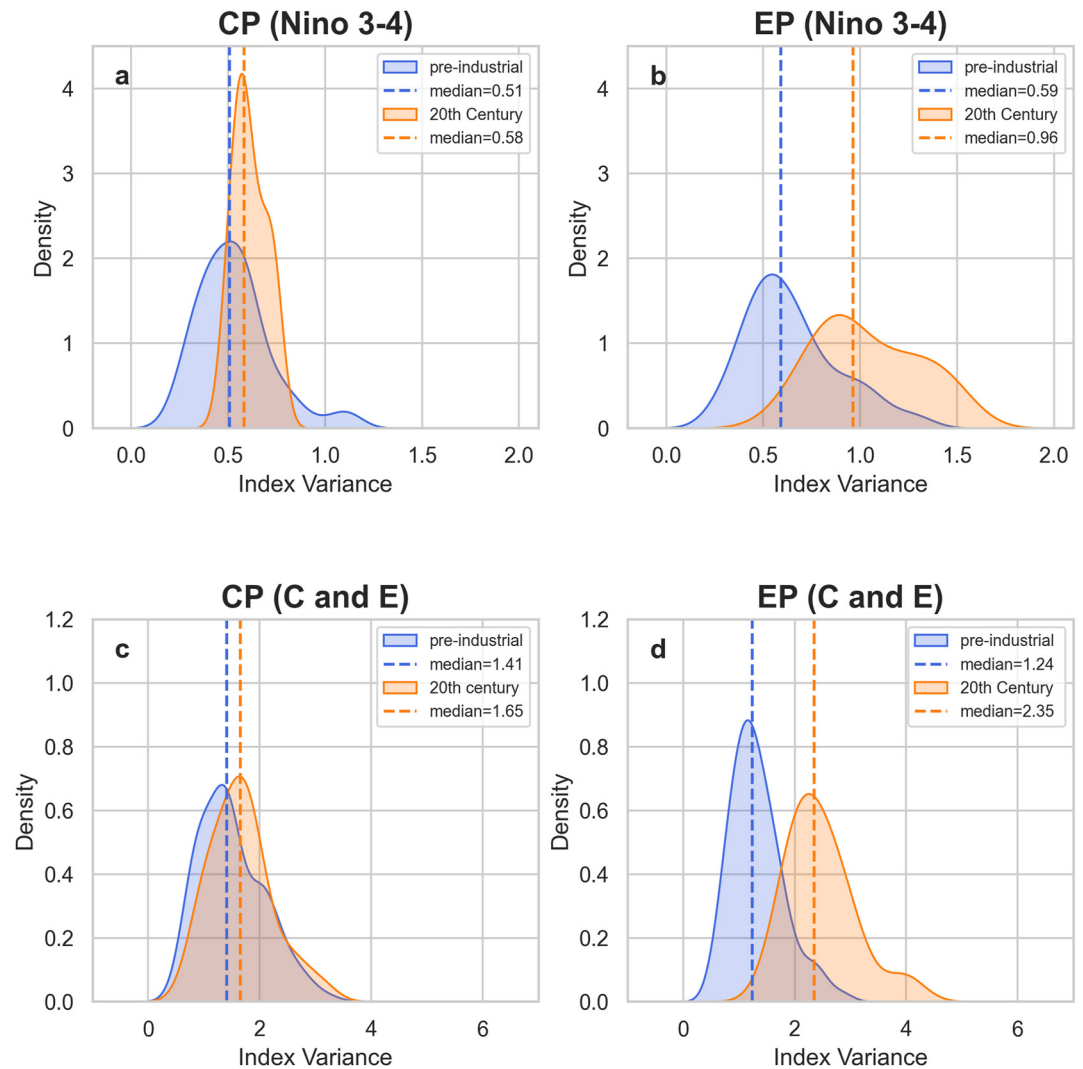 CP (Nino 3-4)
a
pre-industrial
median=0.51
20th Century
median=0.58
4
3
2
1
0
Density
0.0 0.5 1.0 1.5 2.0
Index Variance
EP (Nino 3-4)
b
pre-industrial
median=0.59
20th Century
median=0.96
4
3
2
1
0
Density
0.0 0.5 1.0 1.5 2.0
Index Variance
CP (C and E)
c
pre-industrial
median=1.41
20th century
median=1.65
1.2
1.0
0.8
0.6
0.4
0.2
0.0
Density
0 2 4 6
Index Variance
EP (C and E)
d
pre-industrial
median=1.24
20th Century
median=2.35
1.2
1.0
0.8
0.6
0.4
0.2
0.0
Density
0 2 4 6
Index Variance